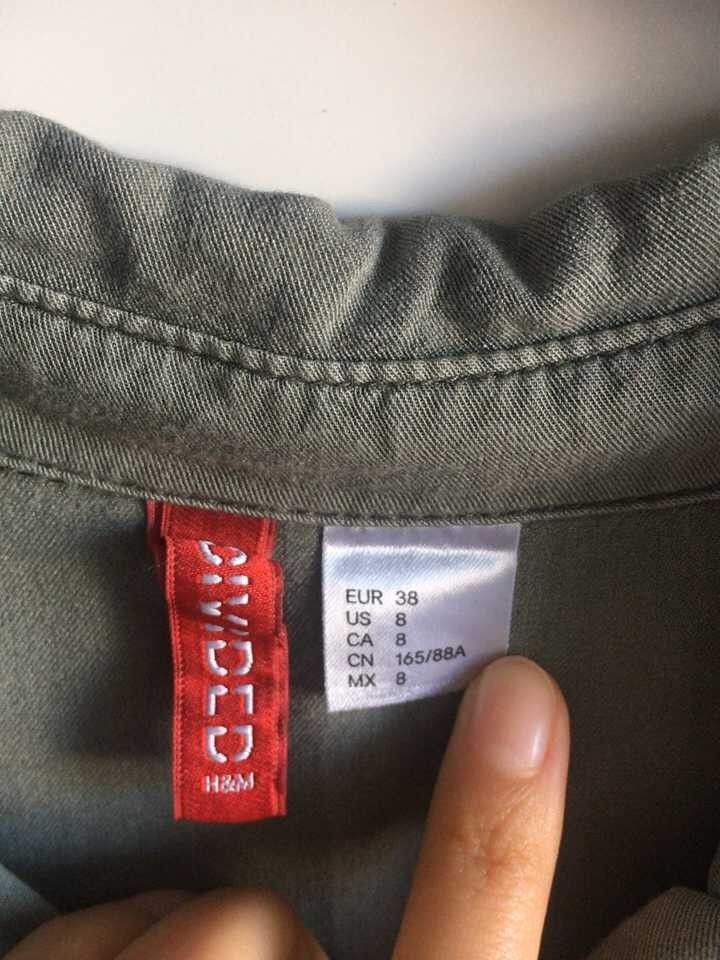 DIVIDED
H&M
EUR 38
US 8
CA 8
CN 165/88A
MX 8